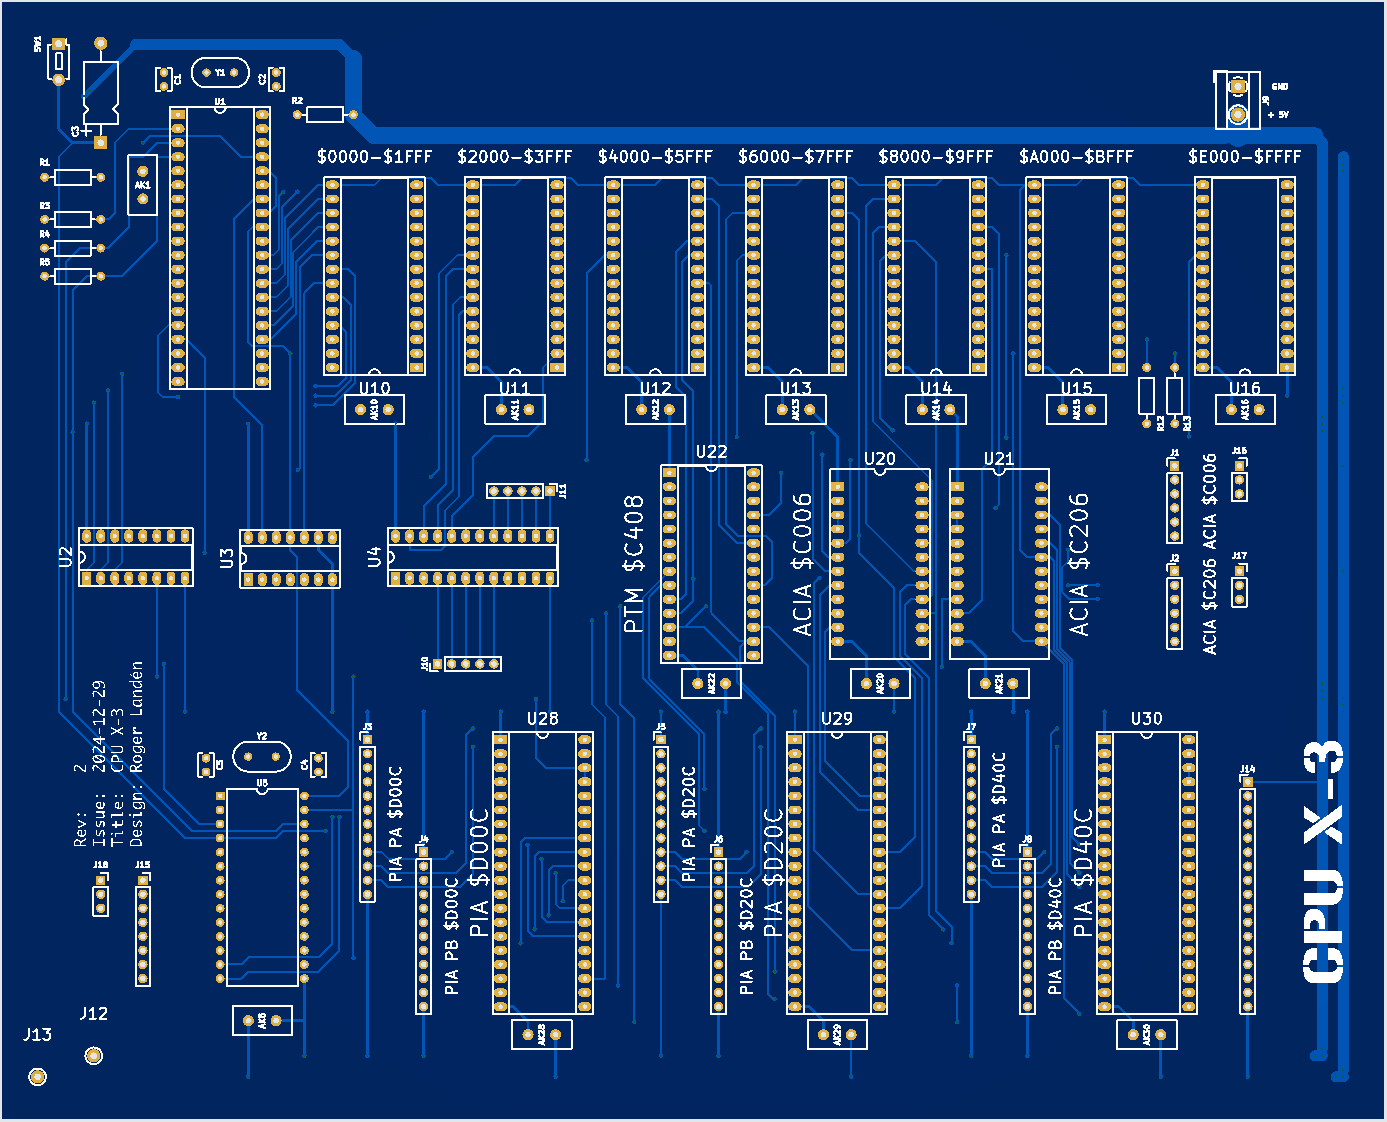 SW1
C3
C1
Y1
C2
U1
R2
J9
GND
+ 5V
R1
AK1
R3
R4
R5
$0000-$1FFF
$2000-$3FFF
$4000-$5FFF
$6000-$7FFF
$8000-$9FFF
$A000-$BFFF
$E000-$FFFF
U10
U11
U12
U13
U14
U15
U16
AK10
AK11
AK12
AK13
AK14
AK15
AK16
R12
R13
U22
U20
U21
J1
J16
J11
U2
U3
U4
PTM $C408
ACIA $C006
ACIA $C206
ACIA $C006
ACIA $C206
J17
J10
AK22
AK20
AK21
Rev: 2
Issue: 2024-12-29
Title: CPU X-3
Design: Roger Landén
C5
Y2
C4
U5
U28
U29
U30
J5
J7
J14
PIA PA $D00C
PIA PA $D20C
PIA PA $D40C
J4
J6
J8
PIA $D00C
PIA $D20C
PIA $D40C
PIA PB $D00C
PIA PB $D20C
PIA PB $D40C
CPU X-3
J18
J15
J12
J13
AK5
AK28
AK29
AK30